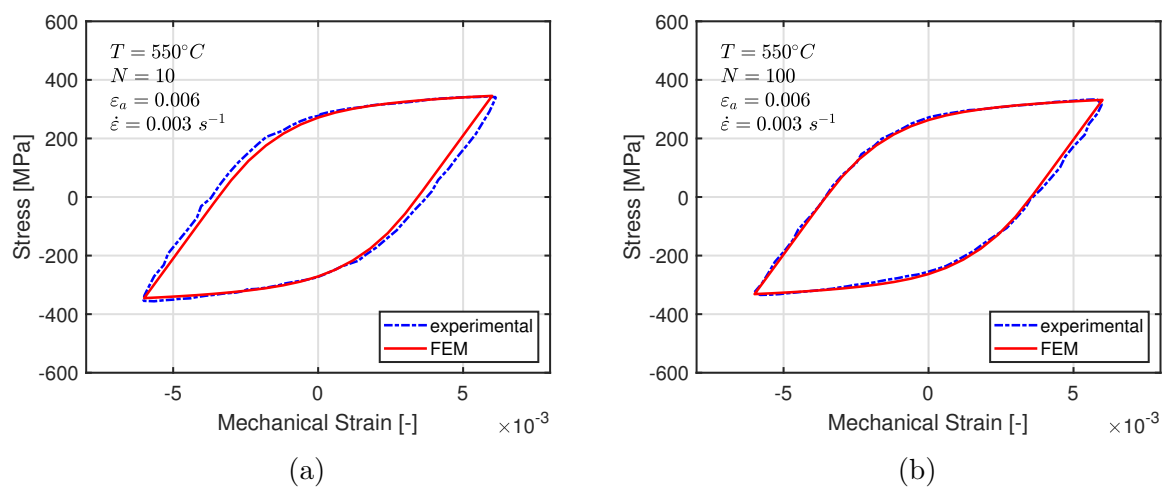 600
400
200
0
-200
-400
-600
Stress [MPa]
T = 550°C
N = 10
εₐ = 0.006
ε̇ = 0.003 s⁻¹
experimental
FEM
-5 0 5
Mechanical Strain [-] ×10⁻³
(a)
600
400
200
0
-200
-400
-600
Stress [MPa]
T = 550°C
N = 100
εₐ = 0.006
ε̇ = 0.003 s⁻¹
experimental
FEM
-5 0 5
Mechanical Strain [-] ×10⁻³
(b)